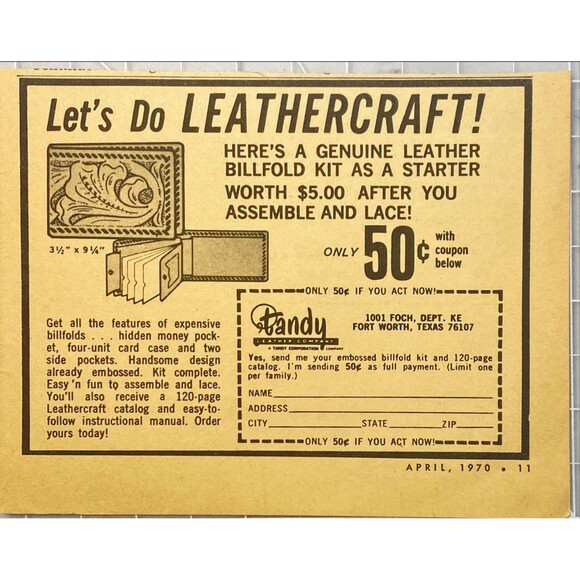 Let's Do LEATHERCRAFT!
HERE'S A GENUINE LEATHER
BILLFOLD KIT AS A STARTER
WORTH $5.00 AFTER YOU
ASSEMBLE AND LACE!
3½" x 9¼"
ONLY 50¢ with
coupon
below
Get all the features of expensive
billfolds . . . hidden money pock-
et, four-unit card case and two
side pockets. Handsome design
already embossed. Kit complete.
Easy 'n fun to assemble and lace.
You'll also receive a 120-page
Leathercraft catalog and easy-to-
follow instructional manual. Order
yours today!
ONLY 50¢ IF YOU ACT NOW!
Tandy
LEATHER COMPANY
A TANDY CORPORATION COMPANY
1001 FOCH, DEPT. KE
FORT WORTH, TEXAS 76107
Yes, send me your embossed billfold kit and 120-page
catalog. I'm sending 50¢ as full payment. (Limit one
per family.)
NAME
ADDRESS
CITY STATE ZIP
ONLY 50¢ IF YOU ACT NOW!
APRIL, 1970 • 11